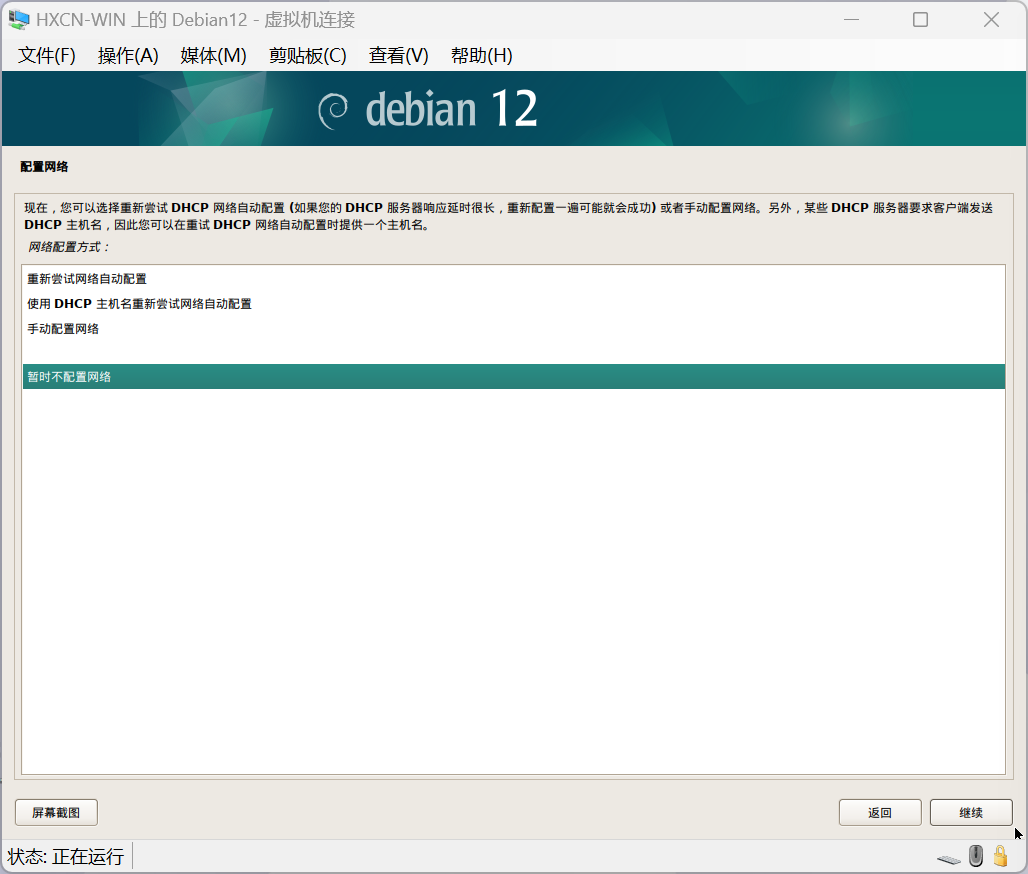 HXCN-WIN 上的 Debian12 - 虚拟机连接
文件(F) 操作(A) 媒体(M) 剪贴板(C) 查看(V) 帮助(H)
debian 12
配置网络
现在，您可以选择重新尝试 DHCP 网络自动配置 (如果您的 DHCP 服务器响应延时很长，重新配置一遍可能就会成功) 或者手动配置网络。另外，某些 DHCP 服务器要求客户端发送
DHCP 主机名，因此您可以在重试 DHCP 网络自动配置时提供一个主机名。
网络配置方式：
重新尝试网络自动配置
使用 DHCP 主机名重新尝试网络自动配置
手动配置网络
暂时不配置网络
屏幕截图 返回 继续
状态: 正在运行